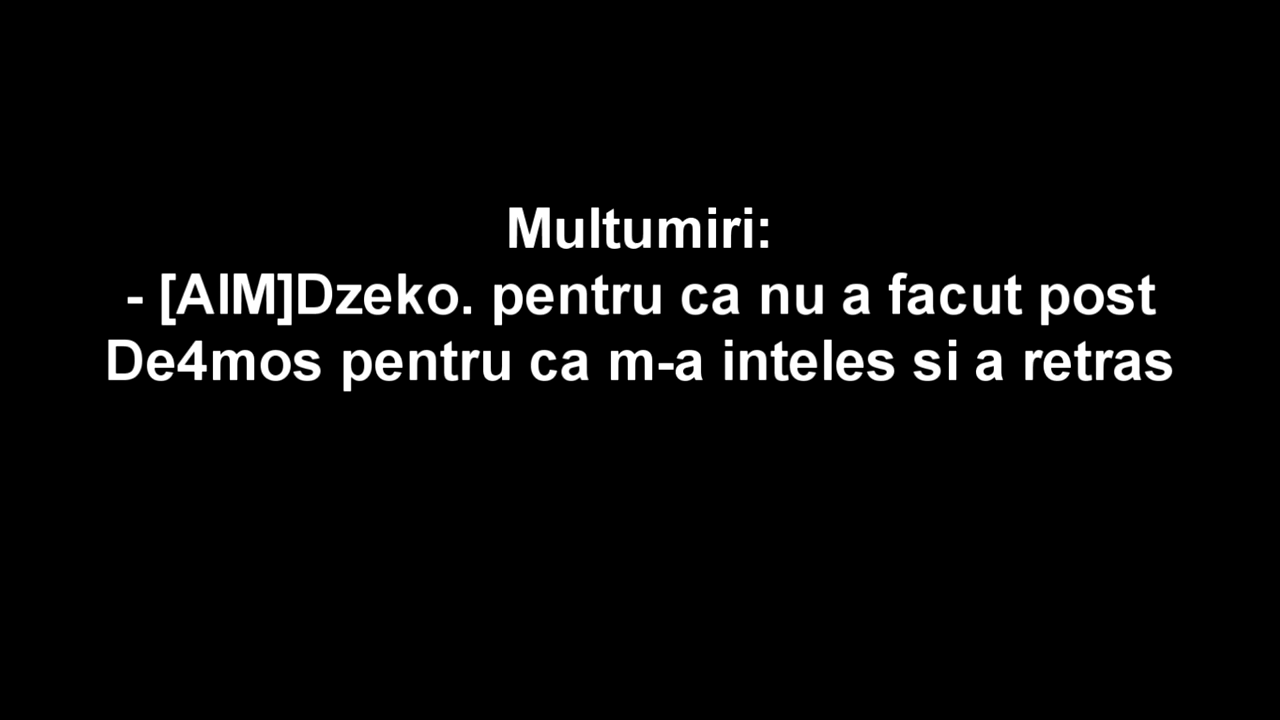 Multumiri:
- [AIM]Dzeko. pentru ca nu a facut post
De4mos pentru ca m-a inteles si a retras